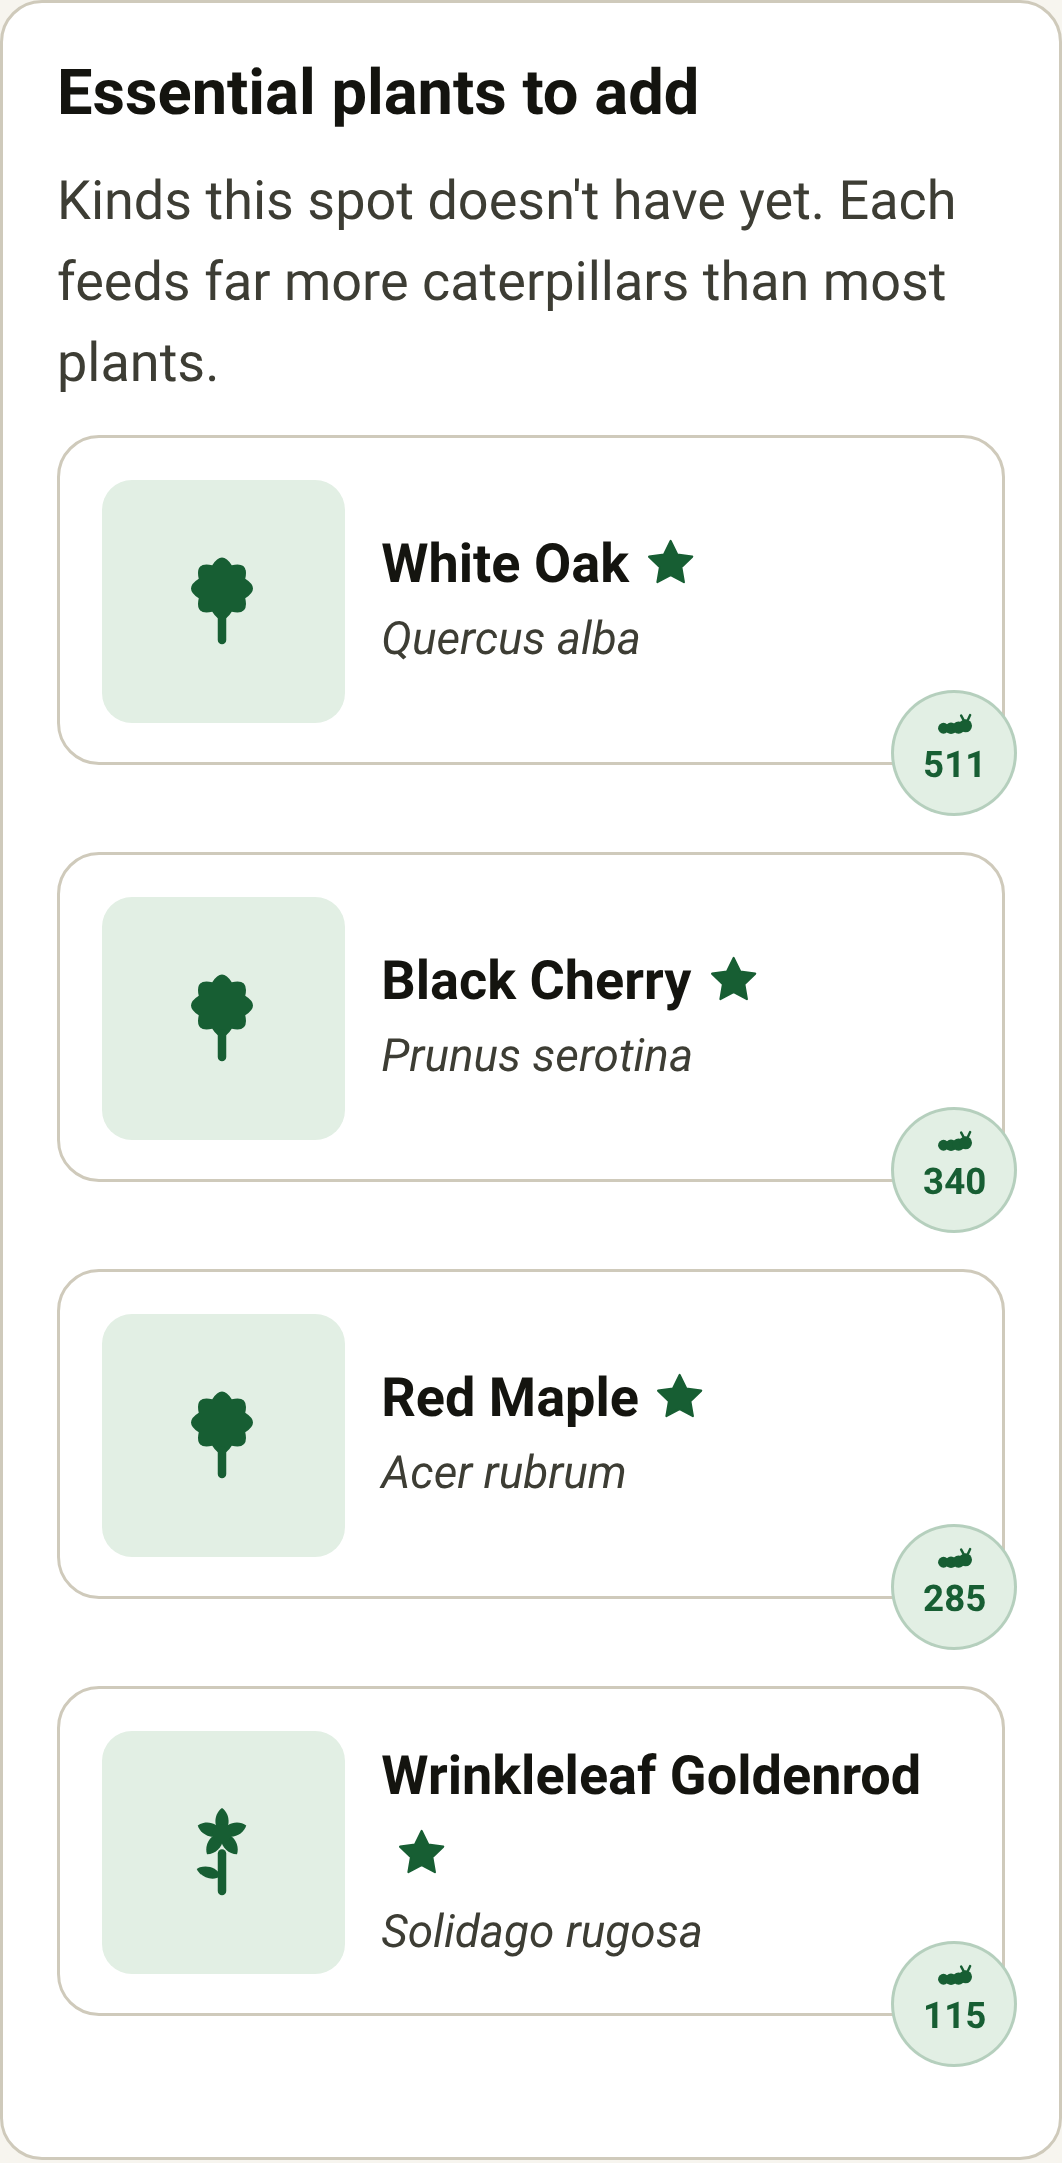 Essential plants to add
Kinds this spot doesn't have yet. Each
feeds far more caterpillars than most
plants.
White Oak
Quercus alba
511
Black Cherry
Prunus serotina
340
Red Maple
Acer rubrum
285
Wrinkleleaf Goldenrod
Solidago rugosa
115